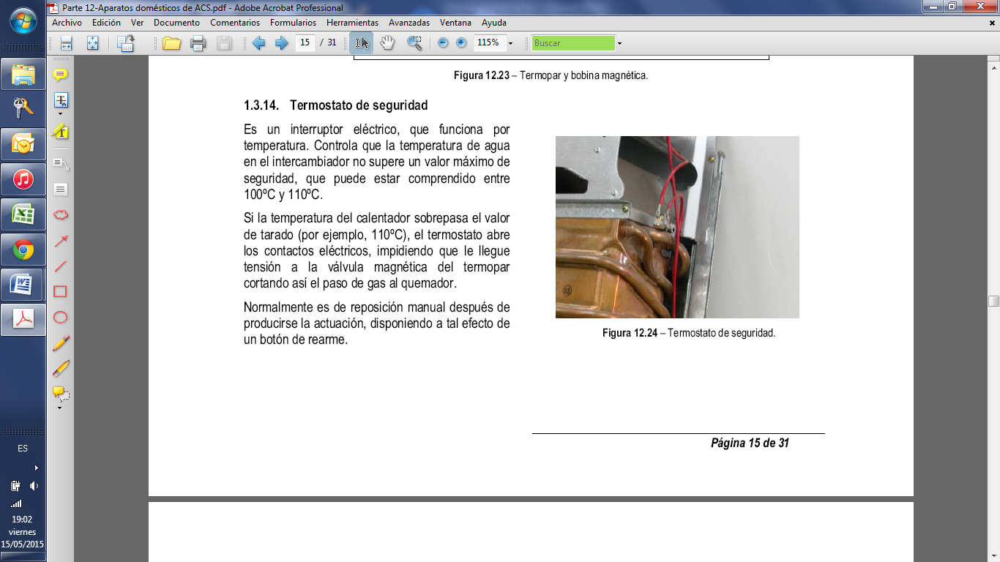 Parte 12-Aparatos domésticos de ACS.pdf - Adobe Acrobat Professional
Archivo Edición Ver Documento Comentarios Formularios Herramientas Avanzadas Ventana Ayuda
15 / 31 115% Buscar
Figura 12.23 – Termopar y bobina magnética.
1.3.14. Termostato de seguridad
Es un interruptor eléctrico, que funciona por
temperatura. Controla que la temperatura de agua
en el intercambiador no supere un valor máximo de
seguridad, que puede estar comprendido entre
100ºC y 110ºC.
Si la temperatura del calentador sobrepasa el valor
de tarado (por ejemplo, 110ºC), el termostato abre
los contactos eléctricos, impidiendo que le llegue
tensión a la válvula magnética del termopar
cortando así el paso de gas al quemador.
Normalmente es de reposición manual después de
producirse la actuación, disponiendo a tal efecto de
un botón de rearme.
Figura 12.24 – Termostato de seguridad.
Página 15 de 31
ES
19:02
viernes
15/05/2015